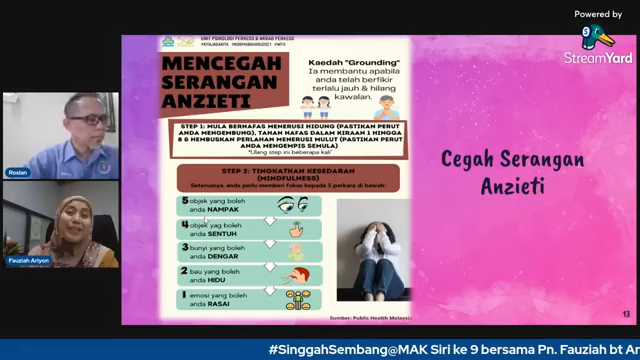 Powered by
StreamYard
UNIT PSIKOLOGI PERKESO & AKRAB PERKESO
MENCEGAH
SERANGAN
ANZIETI
Kaedah "Grounding"
Ia membantu apabila
anda telah berfikir
terlalu jauh & hilang
kawalan.
STEP 1: MULA BERNAFAS MENERUSI HIDUNG (PASTIKAN PERUT
ANDA MENGEMBUNG), TAHAN NAFAS DALAM KIRAAN 1 HINGGA
8 & HEMBUSKAN PERLAHAN MENERUSI MULUT (PASTIKAN PERUT
ANDA MENGEMPIS SEMULA)
"Ulang step ini beberapa kali"
STEP 2: TINGKATKAN KESEDARAN
(MINDFULNESS)
Seterusnya, anda perlu memberi fokus kepada 5 perkara di bawah:
5 objek yang boleh
anda NAMPAK
4 objek yag boleh
anda SENTUH
3 bunyi yang boleh
anda DENGAR
2 bau yang boleh
anda HIDU
1 emosi yang boleh
anda RASAI
Sumber: Public Health Malaysia
Cegah Serangan
Anzieti
13
Roslan
Fauziah Ariyon
#SinggahSembang@MAK Siri ke 9 bersama Pn. Fauziah bt Ar